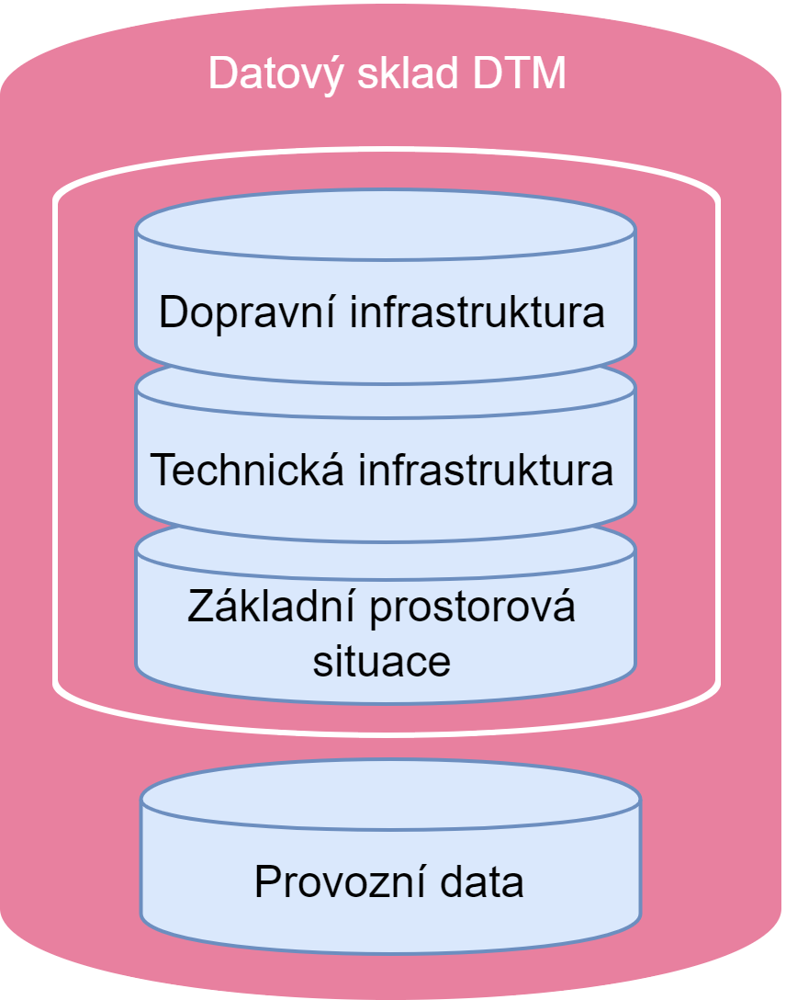 Datový sklad DTM
Dopravní infrastruktura
Technická infrastruktura
Základní prostorová
situace
Provozní data